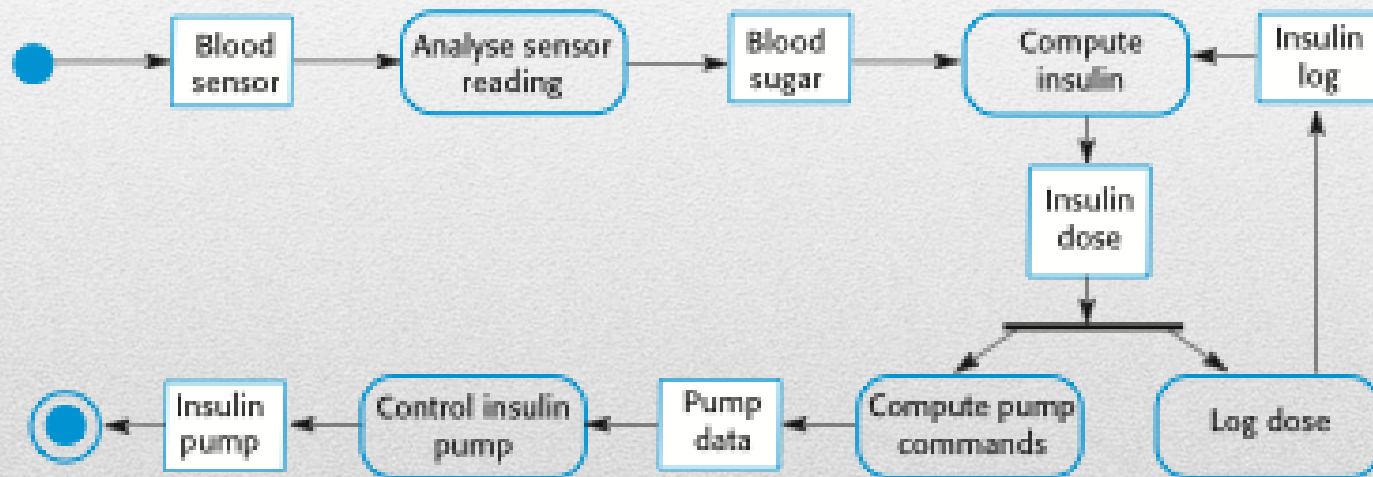 Blood
sensor
Analyse sensor
reading
Blood
sugar
Compute
insulin
Insulin
log
Insulin
dose
Insulin
pump
Control insulin
pump
Pump
data
Compute pump
commands
Log dose